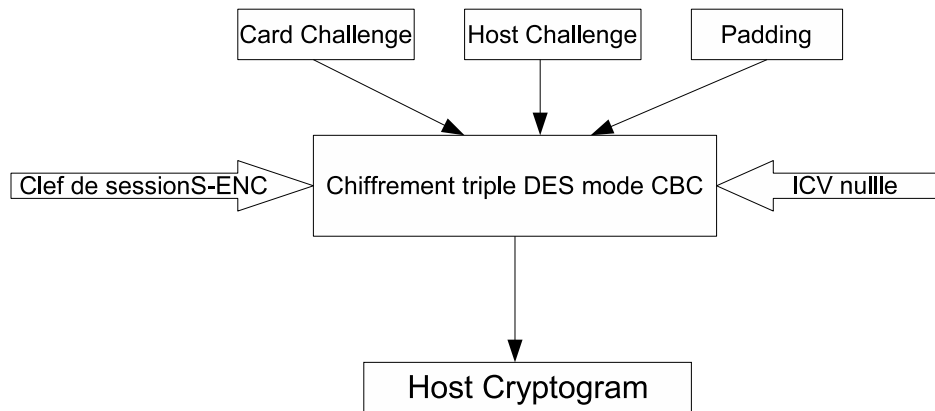 Card Challenge
Host Challenge
Padding
Clef de sessionS-ENC
Chiffrement triple DES mode CBC
ICV nullle
Host Cryptogram